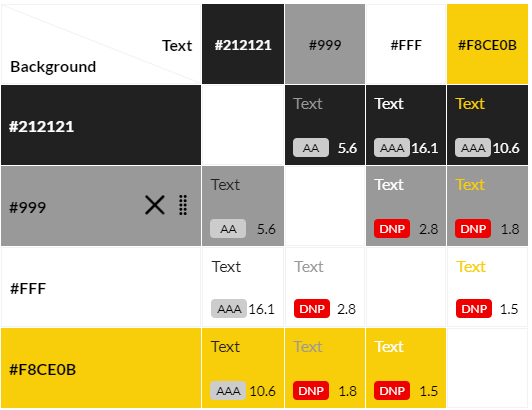 Text #212121 #999 #FFF #F8CE0B
Background
#212121 Text Text Text
AA 5.6 AAA 16.1 AAA 10.6
#999 Text Text Text
AA 5.6 DNP 2.8 DNP 1.8
#FFF Text Text Text
AAA 16.1 DNP 2.8 DNP 1.5
#F8CE0B Text Text Text
AAA 10.6 DNP 1.8 DNP 1.5